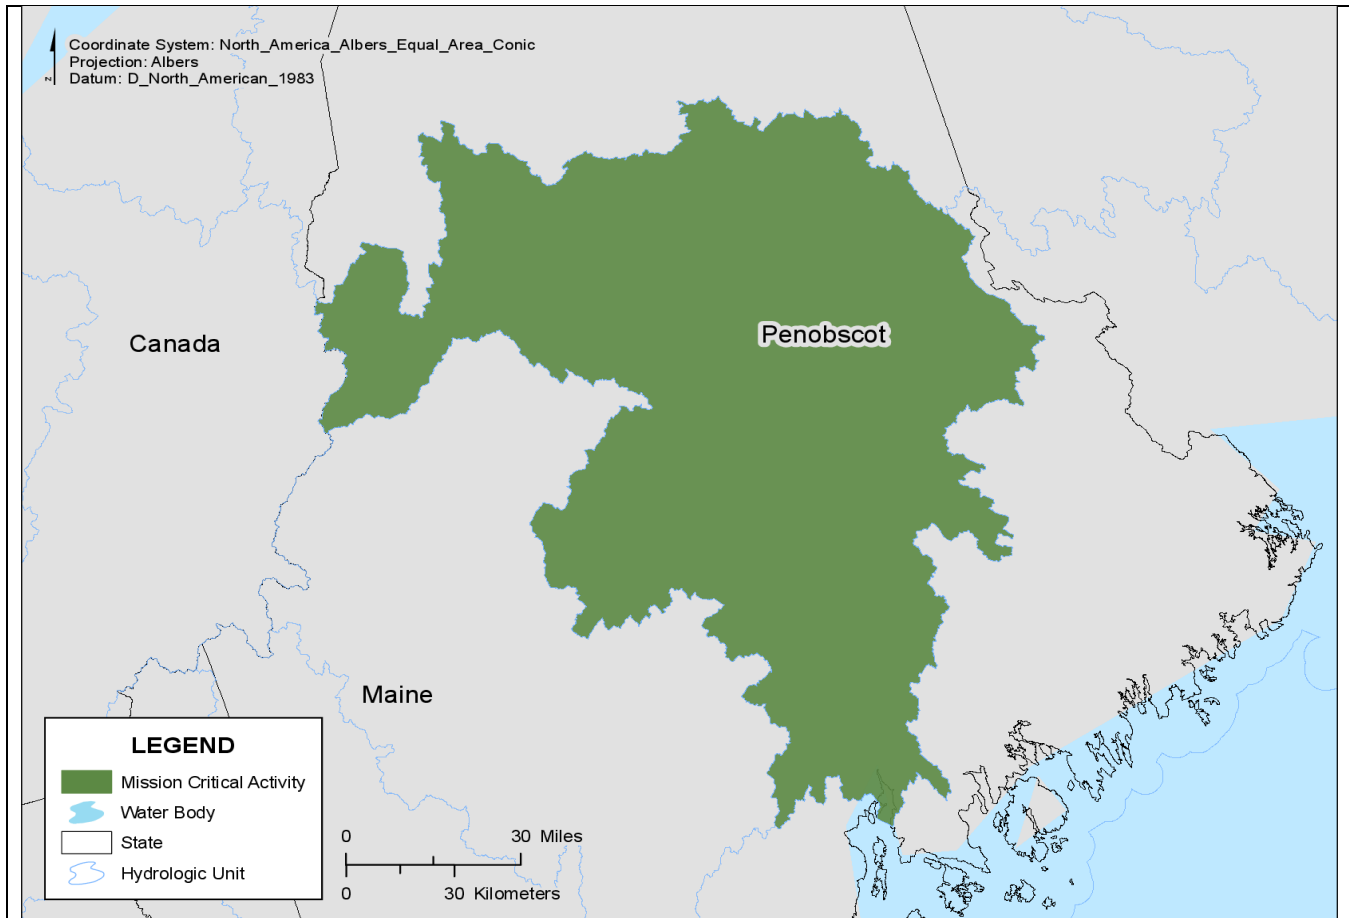 Coordinate System: North_America_Albers_Equal_Area_Conic
Projection: Albers
Datum: D_North_American_1983
N
Penobscot
Canada
Maine
LEGEND
Mission Critical Activity
Water Body
State
Hydrologic Unit
0 30 Miles
0 30 Kilometers